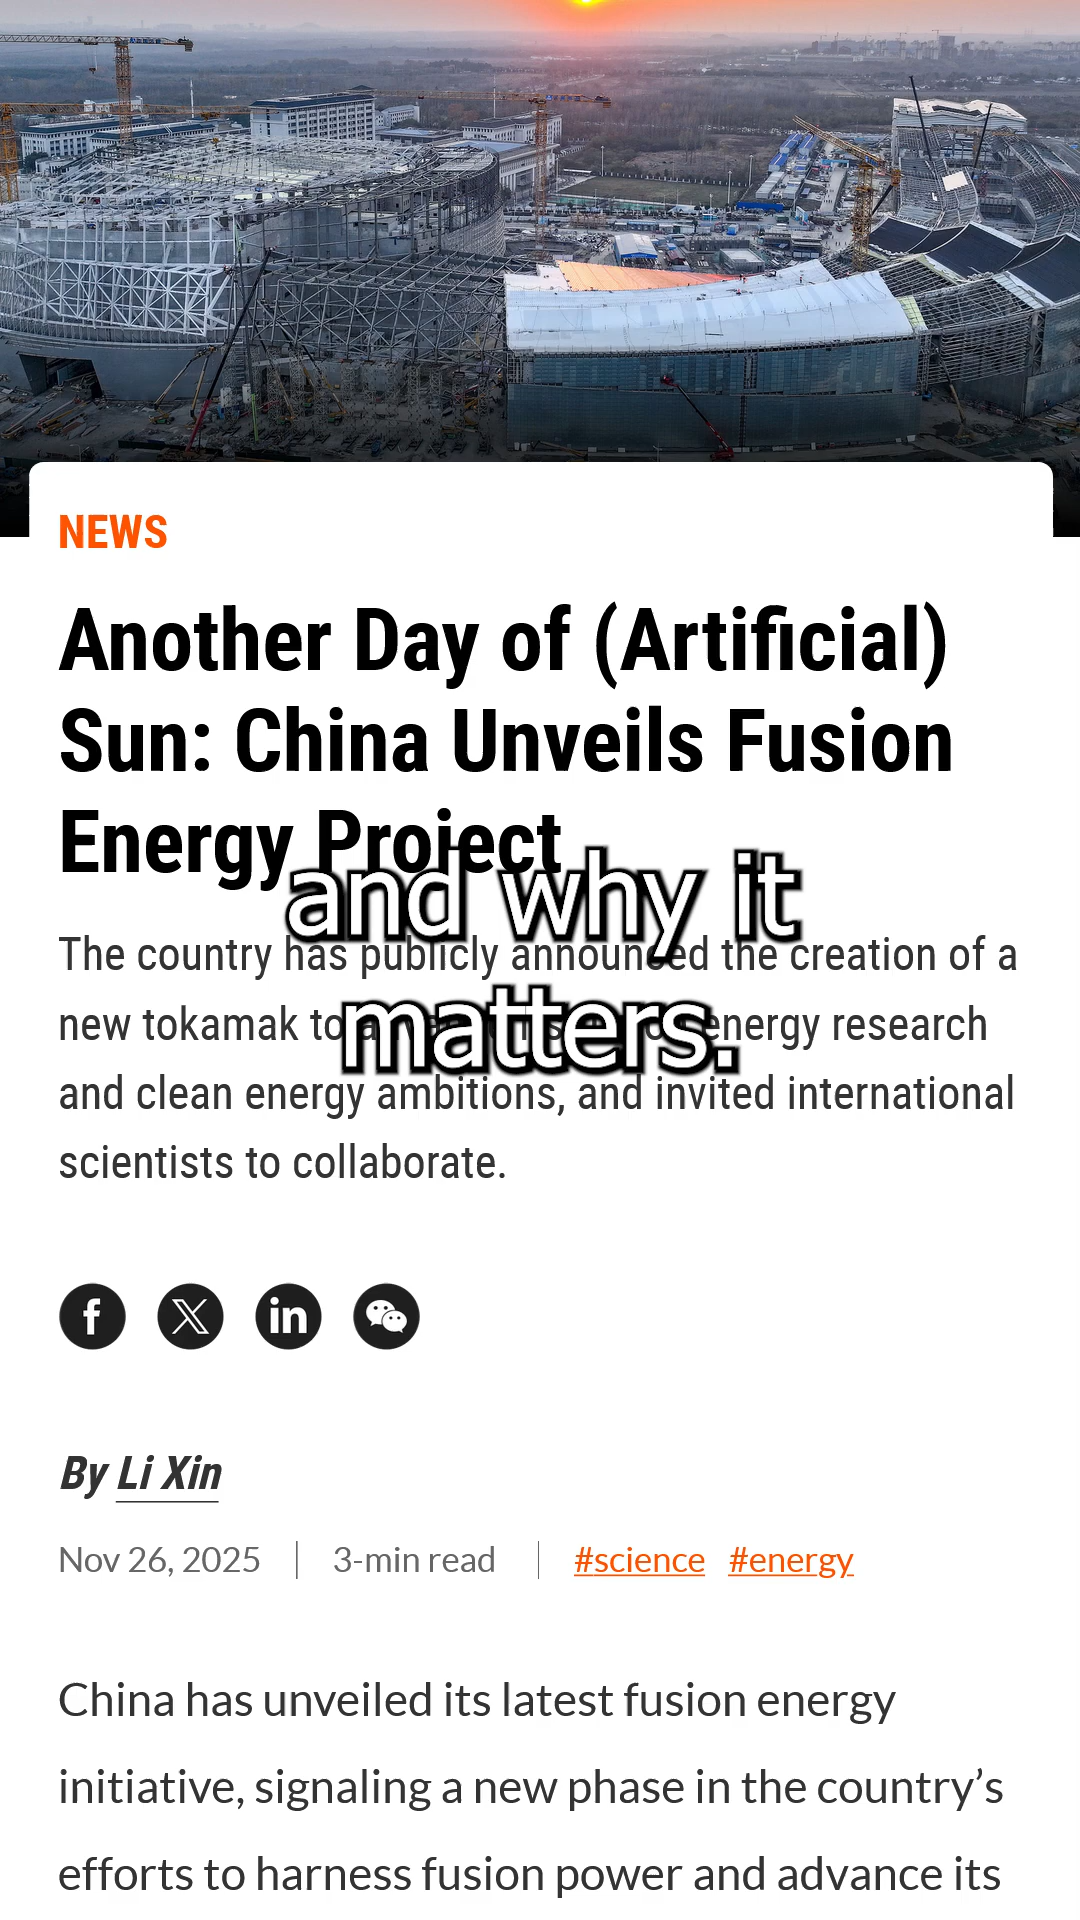 NEWS
Another Day of (Artificial)
Sun: China Unveils Fusion
Energy Project
and why it
matters.
The country has publicly announced the creation of a
new tokamak to energy research
and clean energy ambitions, and invited international
scientists to collaborate.
By Li Xin
Nov 26, 2025 | 3-min read | #science #energy
China has unveiled its latest fusion energy
initiative, signaling a new phase in the country’s
efforts to harness fusion power and advance its